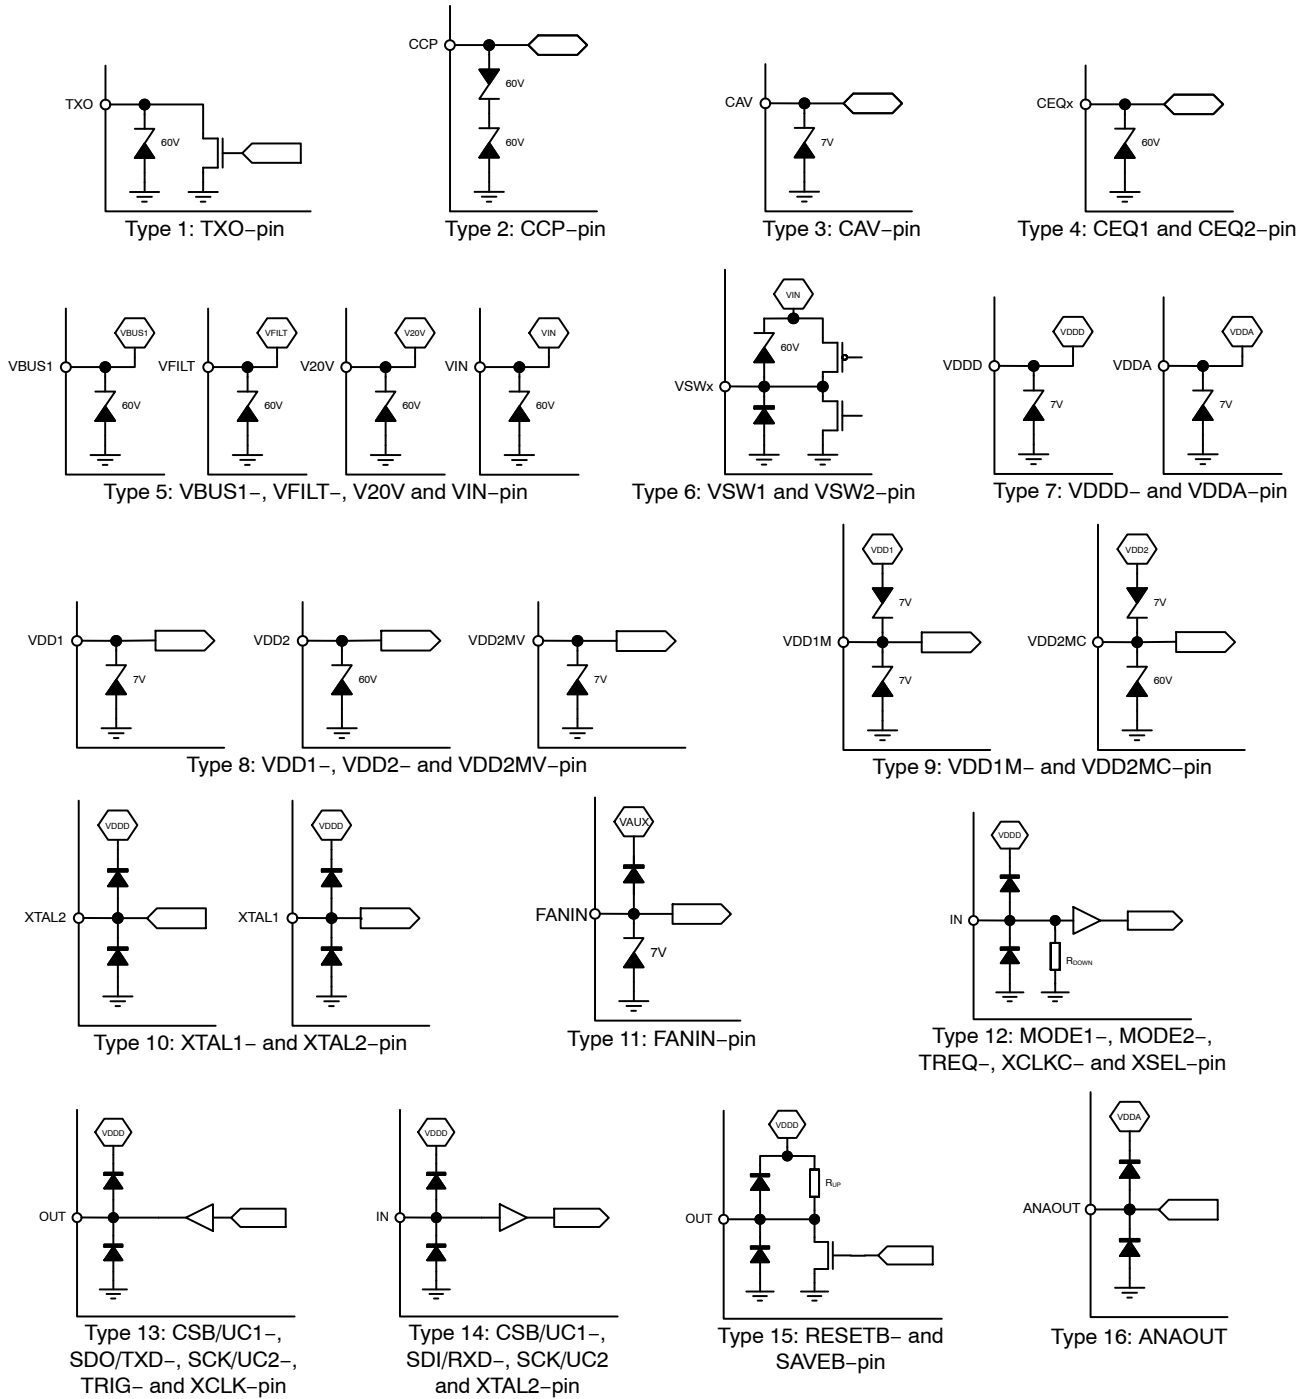 CCP
60V
60V
TXO
60V
CAV
7V
CEQx
60V
Type 1: TXO−pin
Type 2: CCP−pin
Type 3: CAV−pin
Type 4: CEQ1 and CEQ2−pin
VBUS1
VBUS1
60V
VFILT
VFILT
60V
V20V
V20V
60V
VIN
VIN
60V
VIN
60V
VSWx
VDDD
VDDD
7V
VDDA
VDDA
7V
Type 5: VBUS1−, VFILT−, V20V and VIN−pin
Type 6: VSW1 and VSW2−pin
Type 7: VDDD− and VDDA−pin
VDD1
7V
VDD2
60V
VDD2MV
7V
VDD1
7V
VDD1M
7V
VDD2
7V
VDD2MC
60V
Type 8: VDD1−, VDD2− and VDD2MV−pin
Type 9: VDD1M− and VDD2MC−pin
VDDD
XTAL2
VDDD
XTAL1
VAUX
FANIN
7V
VDDD
IN
RDOWN
Type 10: XTAL1− and XTAL2−pin
Type 11: FANIN−pin
Type 12: MODE1−, MODE2−,
TREQ−, XCLKC− and XSEL−pin
VDDD
OUT
VDDD
IN
VDDD
RUP
OUT
VDDA
ANAOUT
Type 13: CSB/UC1−,
SDO/TXD−, SCK/UC2−,
TRIG− and XCLK−pin
Type 14: CSB/UC1−,
SDI/RXD−, SCK/UC2
and XTAL2−pin
Type 15: RESETB− and
SAVEB−pin
Type 16: ANAOUT